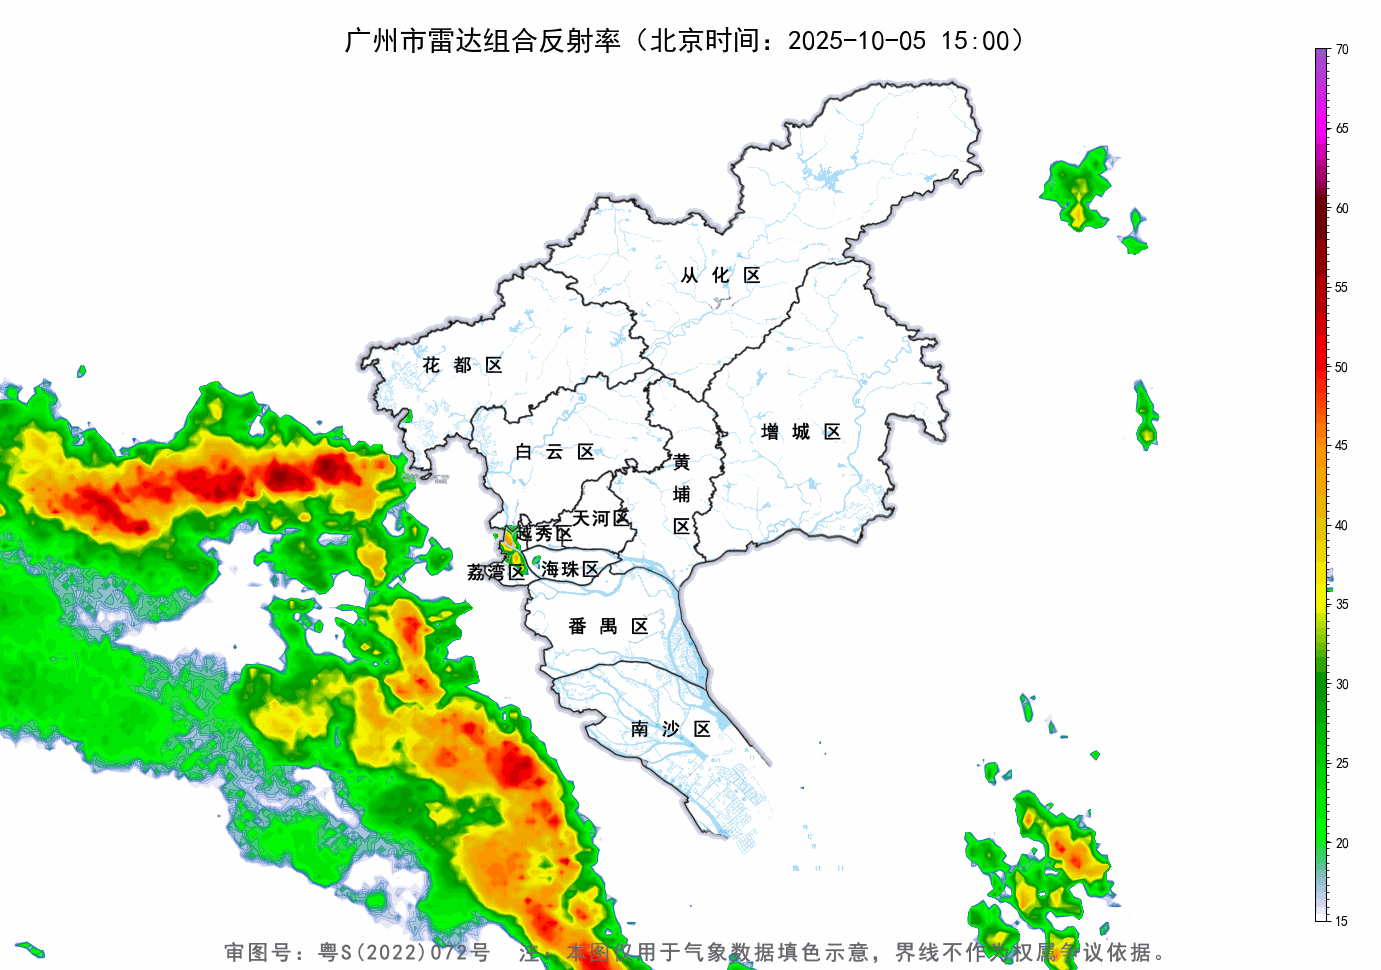 广州市雷达组合反射率（北京时间：2025-10-05 15:00）
70
65
60
55
50
45
40
35
30
25
20
15
从化区
花都区
增城区
白云区
黄埔区
天河区
越秀区
海珠区
荔湾区
番禺区
南沙区
审图号：粤S(2022)072号 注：本图仅用于气象数据填色示意，界线不作为权属争议依据。